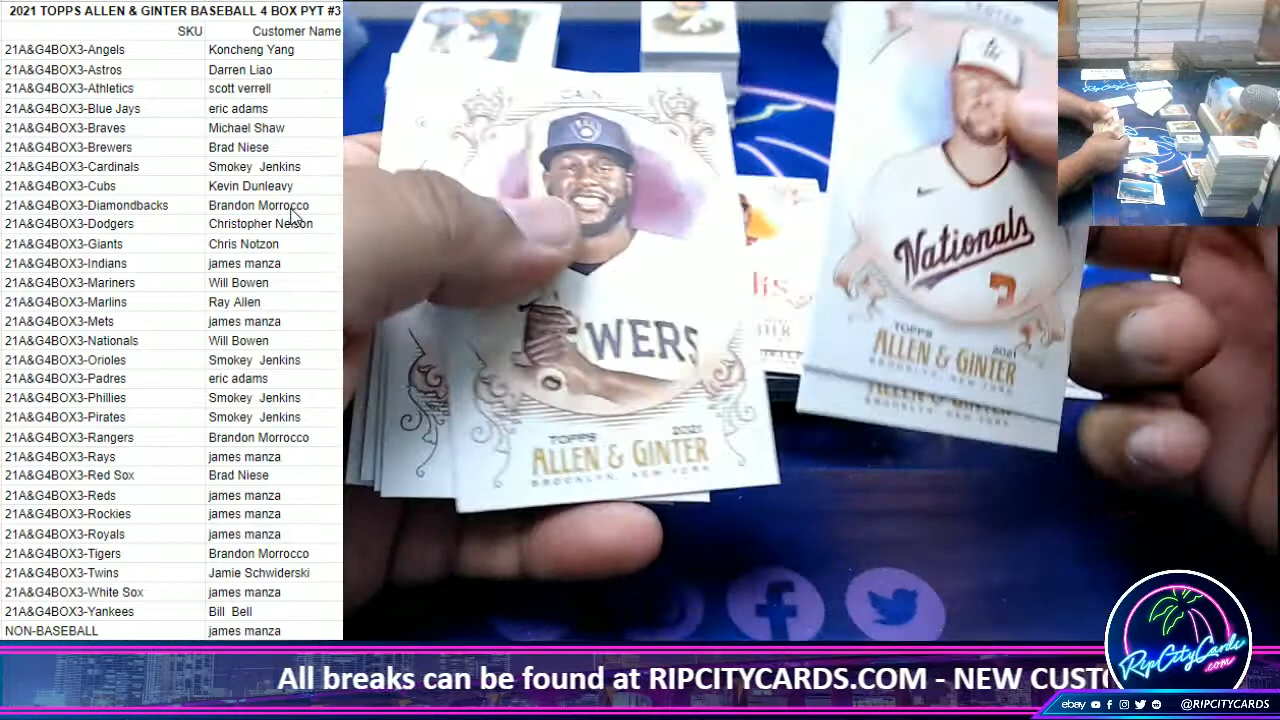 2021 TOPPS ALLEN & GINTER BASEBALL 4 BOX PYT #3
SKU Customer Name
21A&G4BOX3-Angels Koncheng Yang
21A&G4BOX3-Astros Darren Liao
21A&G4BOX3-Athletics scott verrell
21A&G4BOX3-Blue Jays eric adams
21A&G4BOX3-Braves Michael Shaw
21A&G4BOX3-Brewers Brad Niese
21A&G4BOX3-Cardinals Smokey Jenkins
21A&G4BOX3-Cubs Kevin Dunleavy
21A&G4BOX3-Diamondbacks Brandon Morrocco
21A&G4BOX3-Dodgers Christopher Nelson
21A&G4BOX3-Giants Chris Notzon
21A&G4BOX3-Indians james manza
21A&G4BOX3-Mariners Will Bowen
21A&G4BOX3-Marlins Ray Allen
21A&G4BOX3-Mets james manza
21A&G4BOX3-Nationals Will Bowen
21A&G4BOX3-Orioles Smokey Jenkins
21A&G4BOX3-Padres eric adams
21A&G4BOX3-Phillies Smokey Jenkins
21A&G4BOX3-Pirates Smokey Jenkins
21A&G4BOX3-Rangers Brandon Morrocco
21A&G4BOX3-Rays james manza
21A&G4BOX3-Red Sox Brad Niese
21A&G4BOX3-Reds james manza
21A&G4BOX3-Rockies james manza
21A&G4BOX3-Royals james manza
21A&G4BOX3-Tigers Brandon Morrocco
21A&G4BOX3-Twins Jamie Schwiderski
21A&G4BOX3-White Sox james manza
21A&G4BOX3-Yankees Bill Bell
NON-BASEBALL james manza
WERS
TOPPS 2021
ALLEN & GINTER
BROOKLYN, NEW YORK
Nationals
TOPPS 2021
ALLEN & GINTER
BROOKLYN, NEW YORK
BROOKLYN, NEW YORK
All breaks can be found at RIPCITYCARDS.COM - NEW CUSTO
RipCityCards
.com
ebay @RIPCITYCARDS